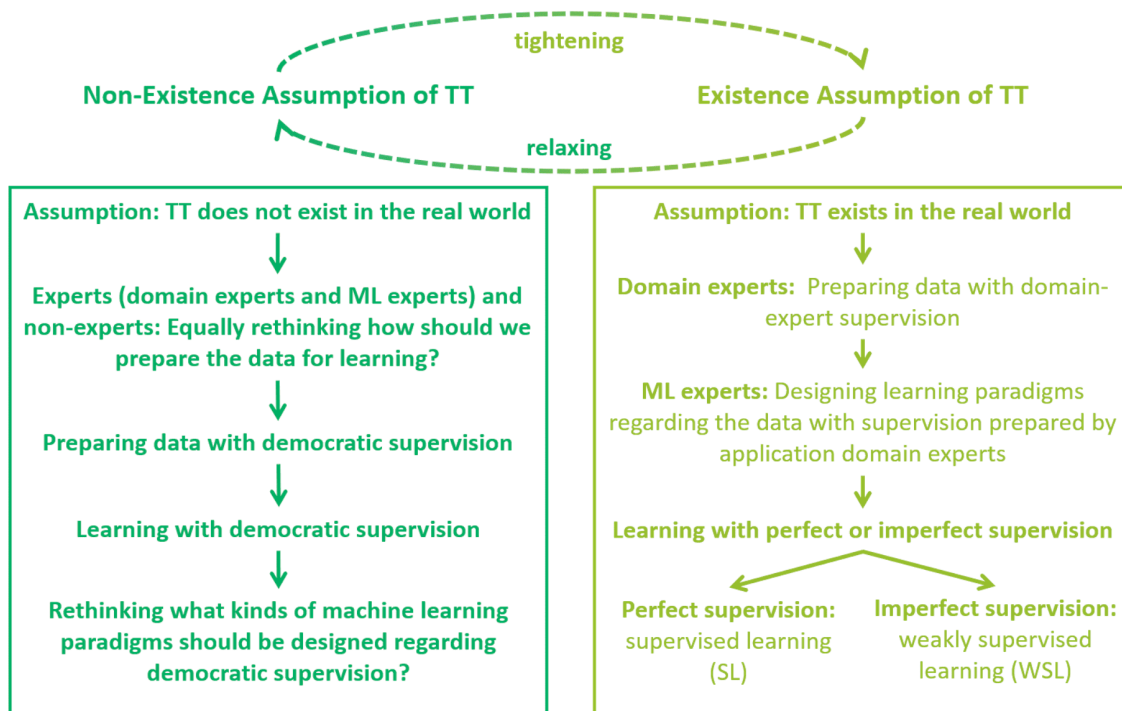 tightening
Non-Existence Assumption of TT
Existence Assumption of TT
relaxing
Assumption: TT does not exist in the real world
Experts (domain experts and ML experts) and
non-experts: Equally rethinking how should we
prepare the data for learning?
Preparing data with democratic supervision
Learning with democratic supervision
Rethinking what kinds of machine learning
paradigms should be designed regarding
democratic supervision?
Assumption: TT exists in the real world
Domain experts: Preparing data with domain-
expert supervision
ML experts: Designing learning paradigms
regarding the data with supervision prepared by
application domain experts
Learning with perfect or imperfect supervision
Perfect supervision:
supervised learning
(SL)
Imperfect supervision:
weakly supervised
learning (WSL)